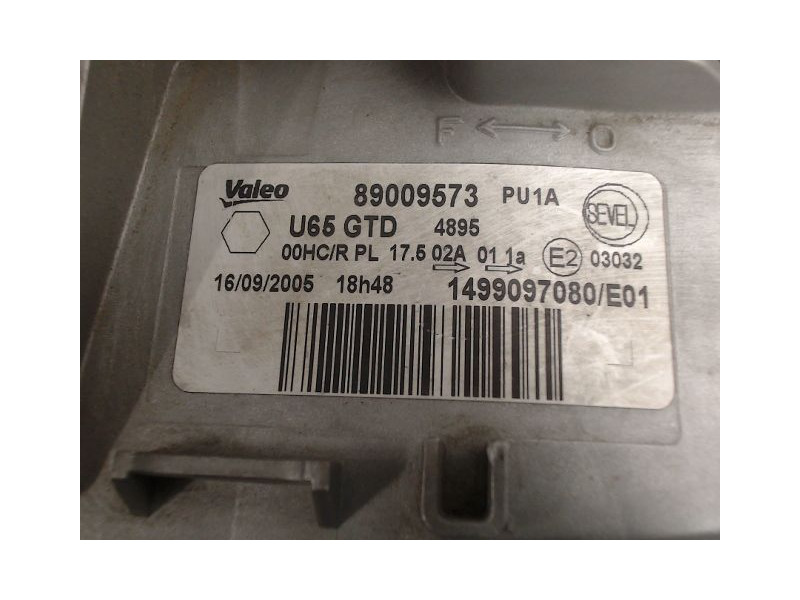 F O
Valeo 89009573 PU1A
SEVEL
U65 GTD 4895
00HC/R PL 17.5 02A 01 1a E2 03032
16/09/2005 18h48 1499097080/E01